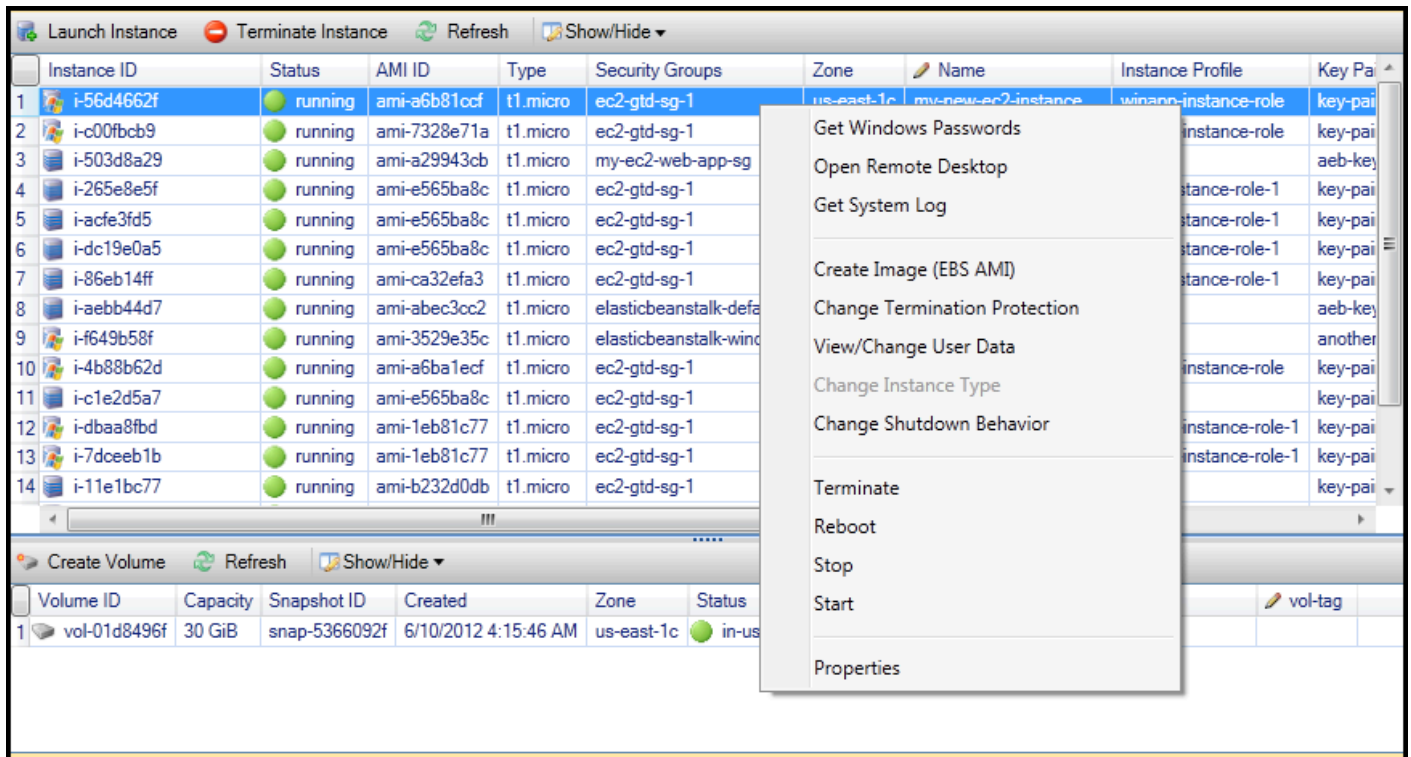 Launch Instance Terminate Instance Refresh Show/Hide
Instance ID Status AMI ID Type Security Groups Zone Name Instance Profile Key Pai
1 i-56d4662f running ami-a6b81ccf t1.micro ec2-gtd-sg-1 us-east-1c my-new-ec2-instance winapp-instance-role key-pai
2 i-c00fbcb9 running ami-7328e71a t1.micro ec2-gtd-sg-1 instance-role key-pai
3 i-503d8a29 running ami-a29943cb t1.micro my-ec2-web-app-sg aeb-key
4 i-265e8e5f running ami-e565ba8c t1.micro ec2-gtd-sg-1 stance-role-1 key-pai
5 i-acfe3fd5 running ami-e565ba8c t1.micro ec2-gtd-sg-1 stance-role-1 key-pai
6 i-dc19e0a5 running ami-e565ba8c t1.micro ec2-gtd-sg-1 stance-role-1 key-pai
7 i-86eb14ff running ami-ca32efa3 t1.micro ec2-gtd-sg-1 stance-role-1 key-pai
8 i-aebb44d7 running ami-abec3cc2 t1.micro elasticbeanstalk-defa aeb-key
9 i-f649b58f running ami-3529e35c t1.micro elasticbeanstalk-wind another
10 i-4b88b62d running ami-a6ba1ecf t1.micro ec2-gtd-sg-1 instance-role key-pai
11 i-c1e2d5a7 running ami-e565ba8c t1.micro ec2-gtd-sg-1 key-pai
12 i-dbaa8fbd running ami-1eb81c77 t1.micro ec2-gtd-sg-1 instance-role-1 key-pai
13 i-7dceeb1b running ami-1eb81c77 t1.micro ec2-gtd-sg-1 instance-role-1 key-pai
14 i-11e1bc77 running ami-b232d0db t1.micro ec2-gtd-sg-1 key-pai
Get Windows Passwords
Open Remote Desktop
Get System Log
Create Image (EBS AMI)
Change Termination Protection
View/Change User Data
Change Instance Type
Change Shutdown Behavior
Terminate
Reboot
Stop
Start
Properties
Create Volume Refresh Show/Hide
Volume ID Capacity Snapshot ID Created Zone Status vol-tag
1 vol-01d8496f 30 GiB snap-5366092f 6/10/2012 4:15:46 AM us-east-1c in-us